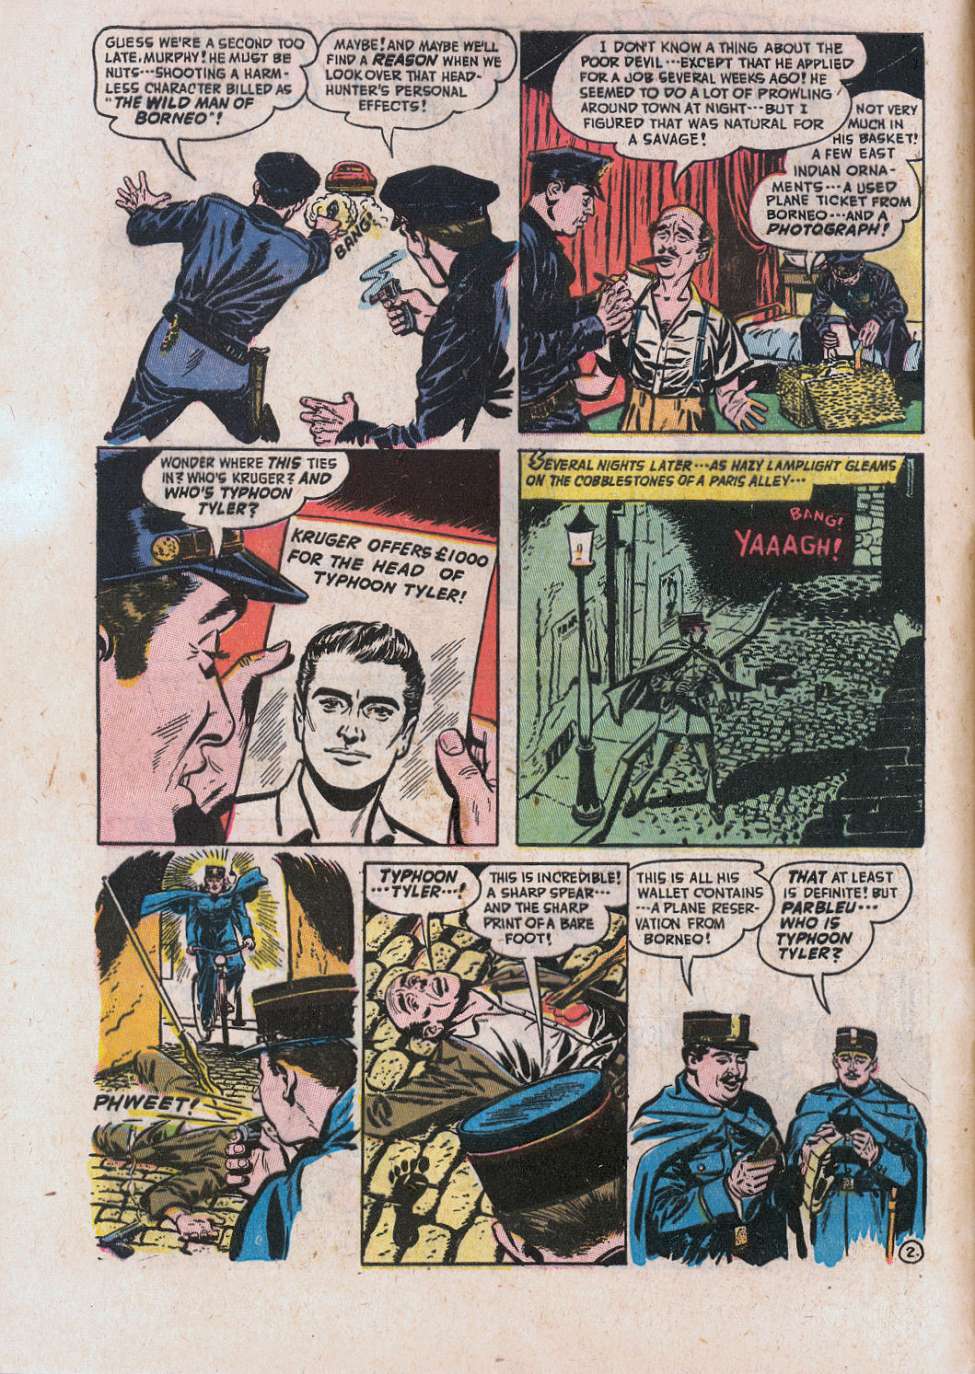 GUESS WE'RE A SECOND TOO
LATE, MURPHY! HE MUST BE
NUTS---SHOOTING A HARM-
LESS CHARACTER BILLED AS
"THE WILD MAN OF
BORNEO"!
MAYBE! AND MAYBE WE'LL
FIND A REASON WHEN WE
LOOK OVER THAT HEAD-
HUNTER'S PERSONAL
EFFECTS!
BANG
I DON'T KNOW A THING ABOUT THE
POOR DEVIL---EXCEPT THAT HE APPLIED
FOR A JOB SEVERAL WEEKS AGO! HE
SEEMED TO DO A LOT OF PROWLING
AROUND TOWN AT NIGHT---BUT I
FIGURED THAT WAS NATURAL FOR
A SAVAGE!
NOT VERY
MUCH IN
HIS BASKET!
A FEW EAST
INDIAN ORNA-
MENTS---A USED
PLANE TICKET FROM
BORNEO---AND A
PHOTOGRAPH!
WONDER WHERE THIS TIES
IN? WHO'S KRUGER? AND
WHO'S TYPHOON
TYLER?
KRUGER OFFERS £1000
FOR THE HEAD OF
TYPHOON TYLER!
SEVERAL NIGHTS LATER---AS HAZY LAMPLIGHT GLEAMS
ON THE COBBLESTONES OF A PARIS ALLEY---
BANG!
YAAAGH!
PHWEET!
TYPHOON
---TYLER---!
THIS IS INCREDIBLE!
A SHARP SPEAR---
AND THE SHARP
PRINT OF A BARE
FOOT!
THIS IS ALL HIS
WALLET CONTAINS
---A PLANE RESER-
VATION FROM
BORNEO!
THAT AT LEAST
IS DEFINITE! BUT
PARBLEU---
WHO IS
TYPHOON
TYLER?
2.